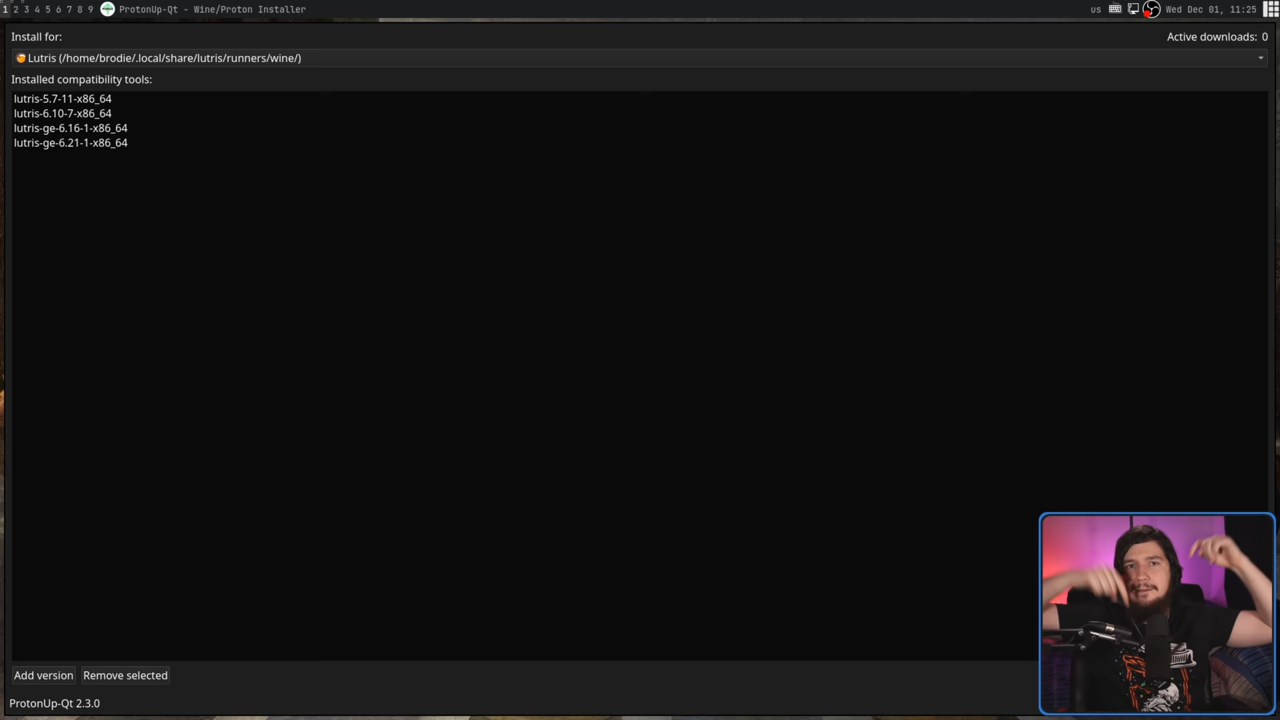 1 2 3 4 5 6 7 8 9 ProtonUp-Qt - Wine/Proton Installer us Wed Dec 01, 11:25
Install for: Active downloads: 0
Lutris (/home/brodie/.local/share/lutris/runners/wine/)
Installed compatibility tools:
lutris-5.7-11-x86_64
lutris-6.10-7-x86_64
lutris-ge-6.16-1-x86_64
lutris-ge-6.21-1-x86_64
Add version Remove selected
ProtonUp-Qt 2.3.0